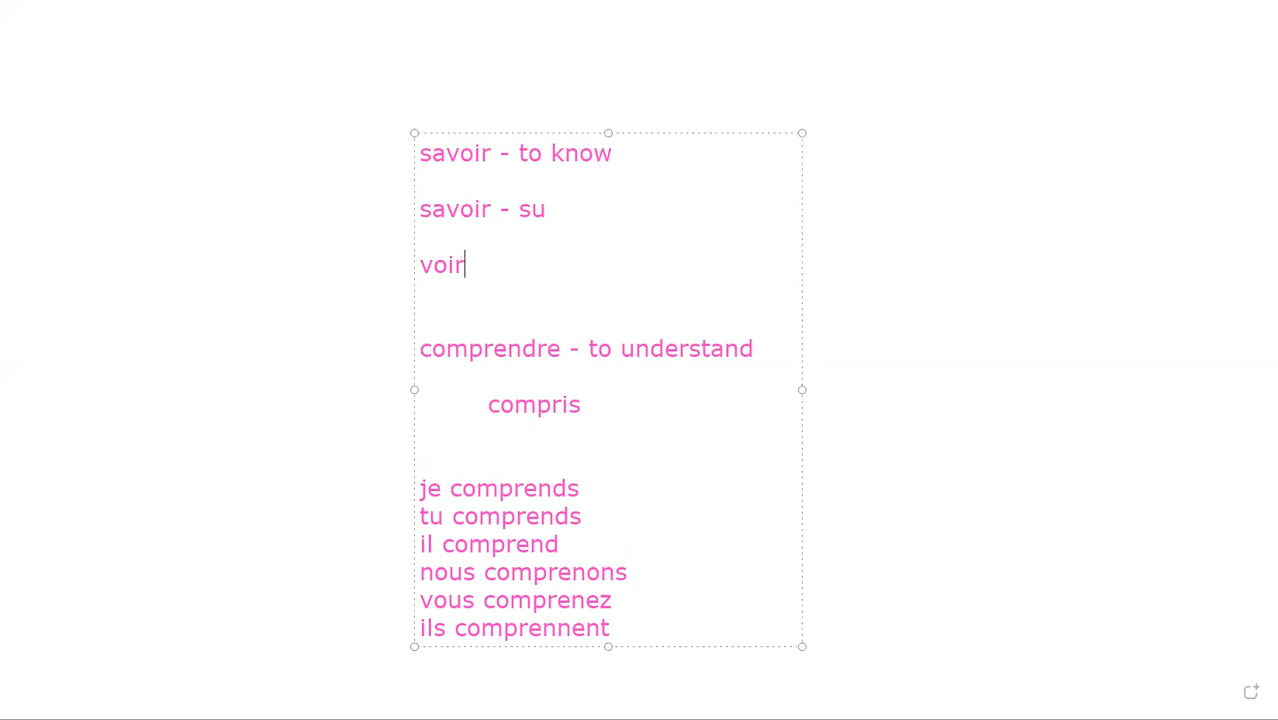 savoir - to know
savoir - su
voir
comprendre - to understand
compris
je comprends
tu comprends
il comprend
nous comprenons
vous comprenez
ils comprennent